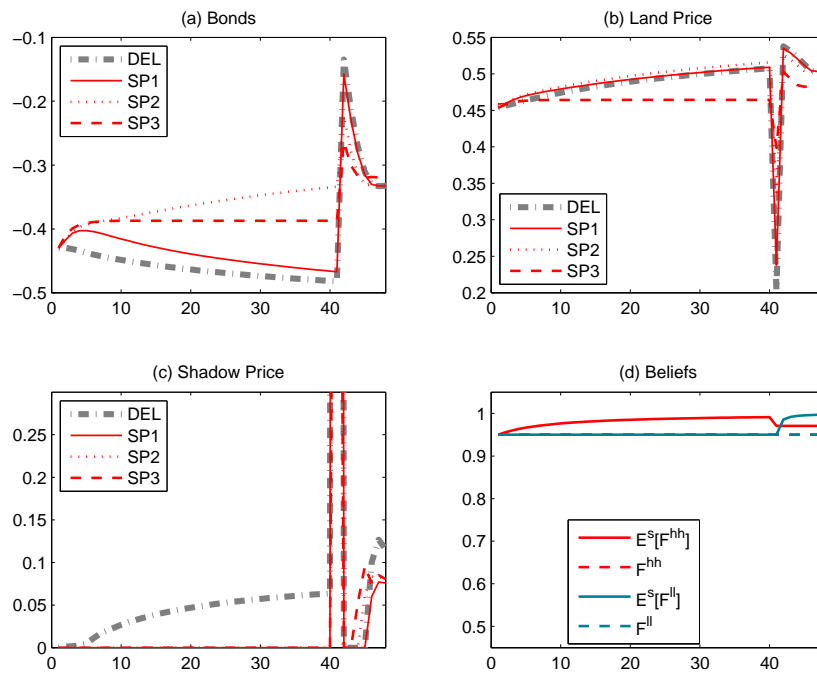 (a) Bonds
−0.1
−0.2
−0.3
−0.4
−0.5
0 10 20 30 40
DEL
SP1
SP2
SP3
(b) Land Price
0.55
0.5
0.45
0.4
0.35
0.3
0.25
0.2
0 10 20 30 40
DEL
SP1
SP2
SP3
(c) Shadow Price
0.25
0.2
0.15
0.1
0.05
0
0 10 20 30 40
DEL
SP1
SP2
SP3
(d) Beliefs
1
0.9
0.8
0.7
0.6
0.5
0 10 20 30 40
E^s[F^hh]
F^hh
E^s[F^ll]
F^ll